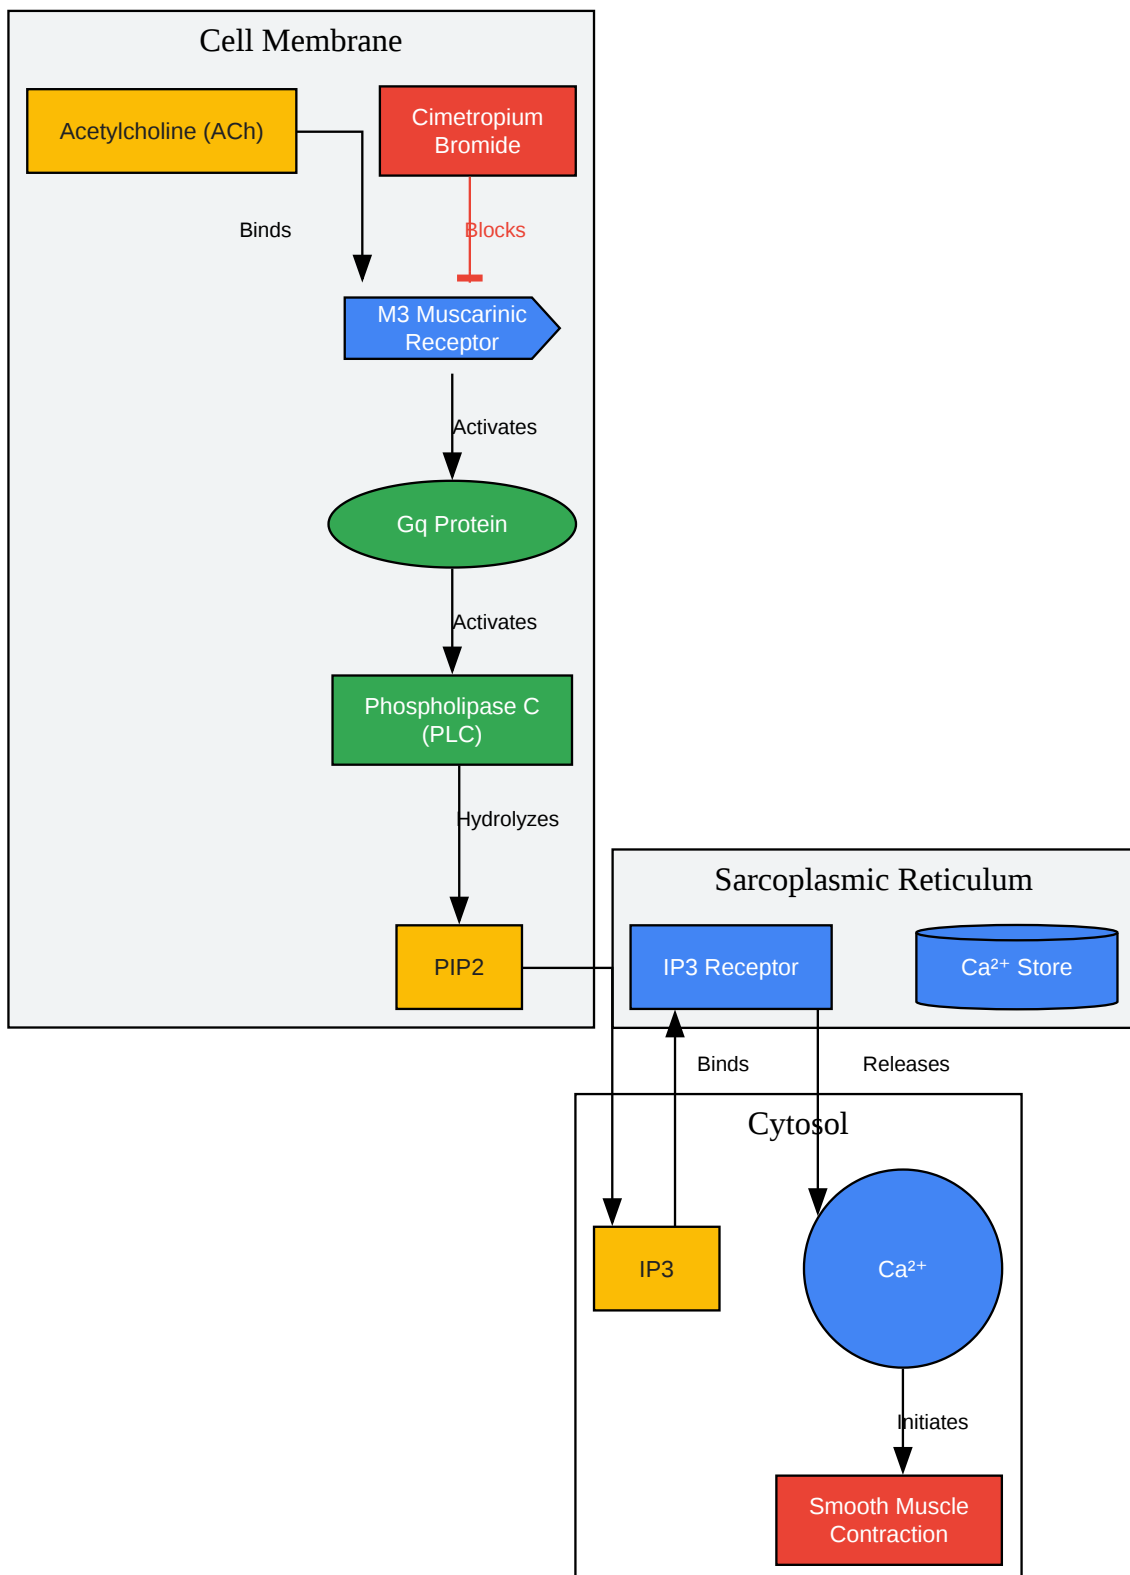 Cell Membrane
Acetylcholine (ACh)
Cimetropium
Bromide
Binds
Blocks
M3 Muscarinic
Receptor
Activates
Gq Protein
Activates
Phospholipase C
(PLC)
Hydrolyzes
PIP2
Sarcoplasmic Reticulum
IP3 Receptor
Ca²⁺ Store
Binds
Releases
Cytosol
IP3
Ca²⁺
Initiates
Smooth Muscle
Contraction